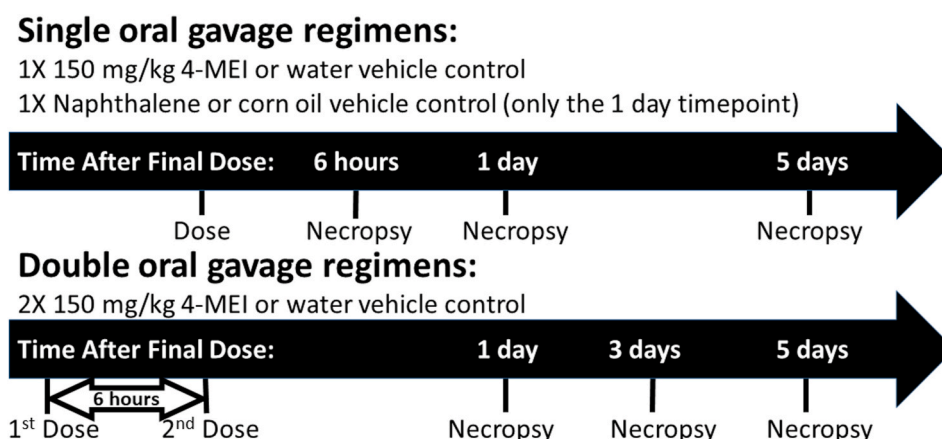 Single oral gavage regimens:
1X 150 mg/kg 4-MEI or water vehicle control
1X Naphthalene or corn oil vehicle control (only the 1 day timepoint)
Time After Final Dose: 6 hours 1 day 5 days
Dose Necropsy Necropsy Necropsy
Double oral gavage regimens:
2X 150 mg/kg 4-MEI or water vehicle control
Time After Final Dose: 1 day 3 days 5 days
6 hours
1st Dose 2nd Dose Necropsy Necropsy Necropsy